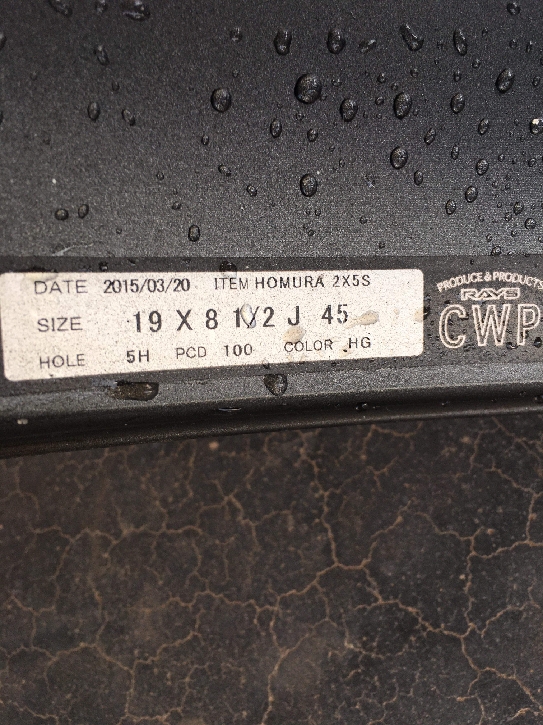 DATE 2015/03/20 ITEM HOMURA 2X5S
SIZE 19 X 8 1/2 J 45
HOLE 5H PCD 100 COLOR HG
PRODUCE & PRODUCTS
RAYS
CWP